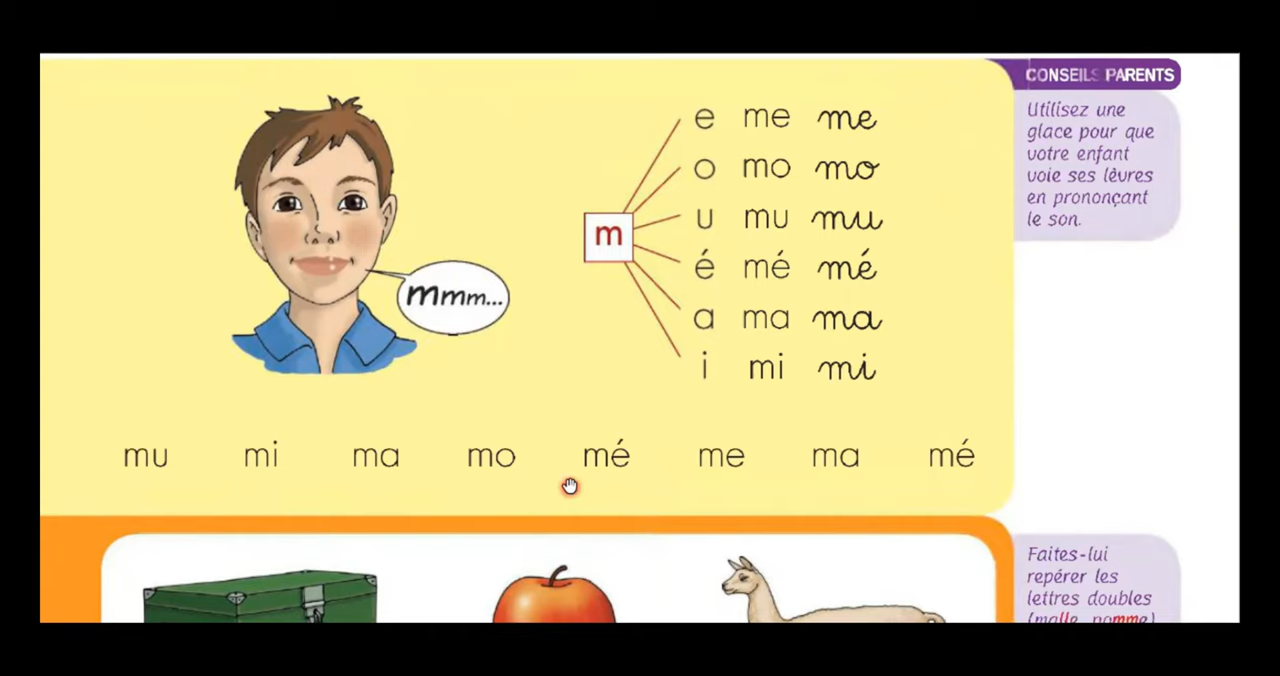 CONSEILS PARENTS
Utilisez une
glace pour que
votre enfant
voie ses lèvres
en prononçant
le son.
mmm...
m
e me me
o mo mo
u mu mu
é mé mé
a ma ma
i mi mi
mu mi ma mo mé me ma mé
Faites-lui
repérer les
lettres doubles
(malle, pomme)